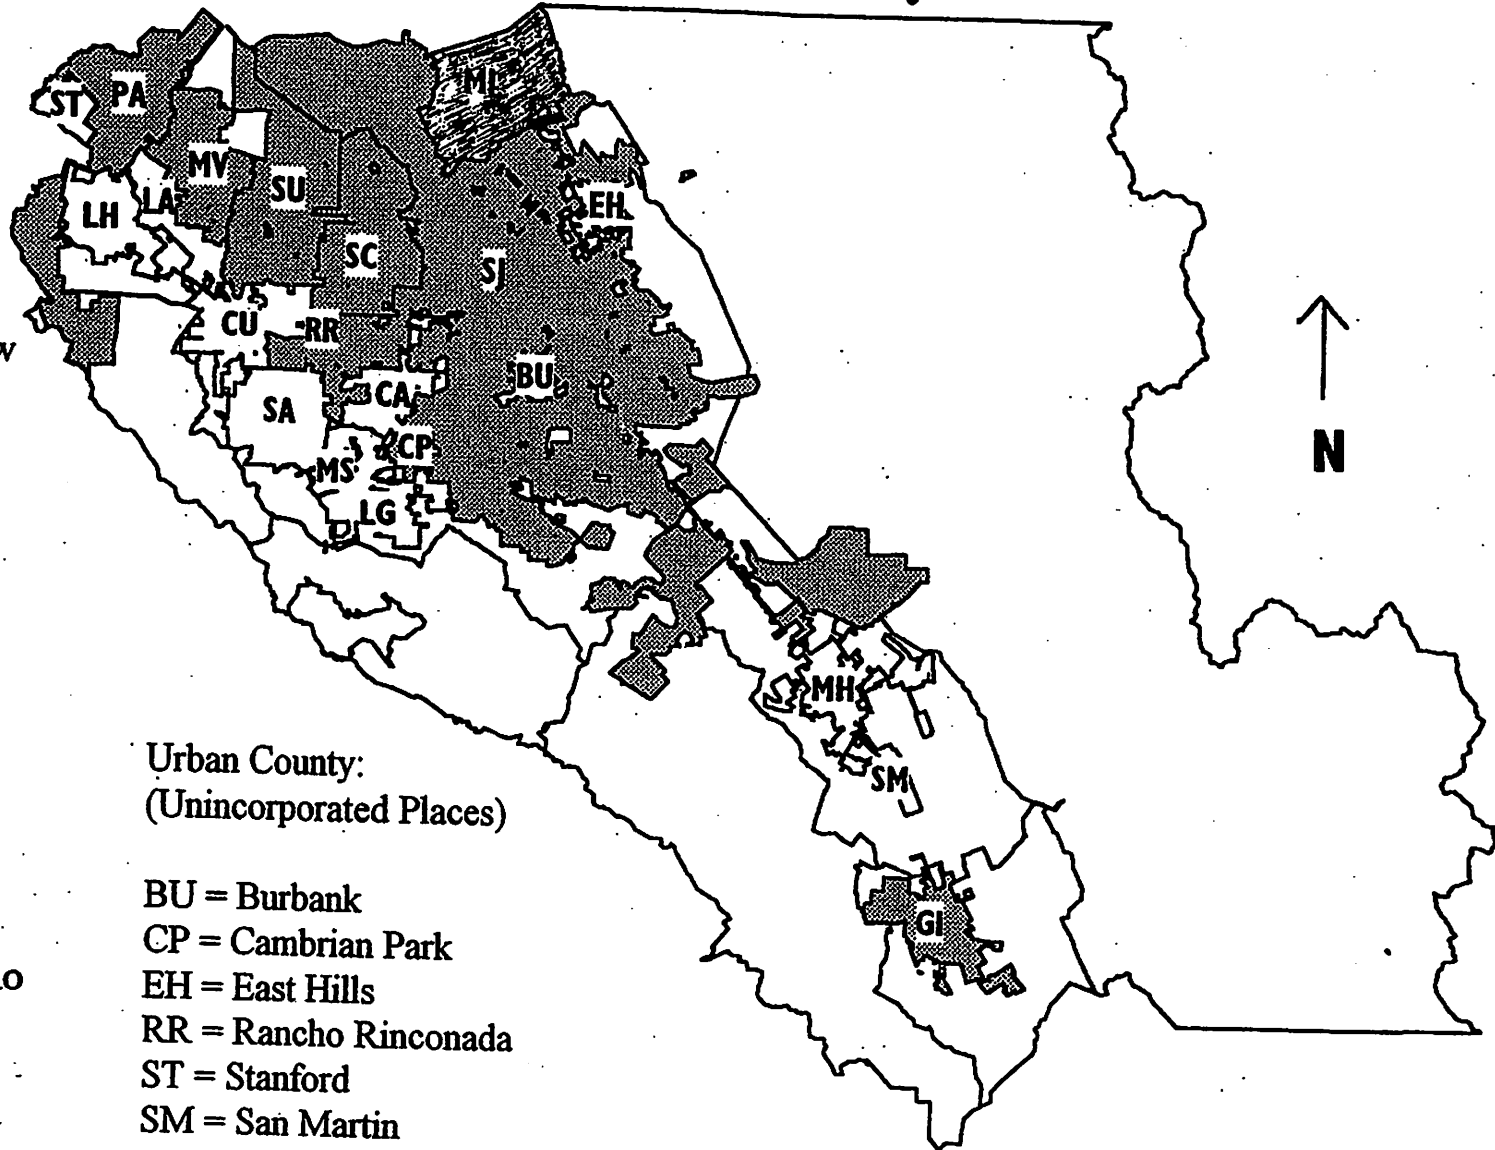 ML
ST
PA
MV
LH
LA
SU
EH
SC
SJ
CU
RR
w
BU
CA
SA
CP
MS
LG
N
MH
SM
GI
Urban County:
(Unincorporated Places)
BU = Burbank
CP = Cambrian Park
EH = East Hills
RR = Rancho Rinconada
ST = Stanford
SM = San Martin